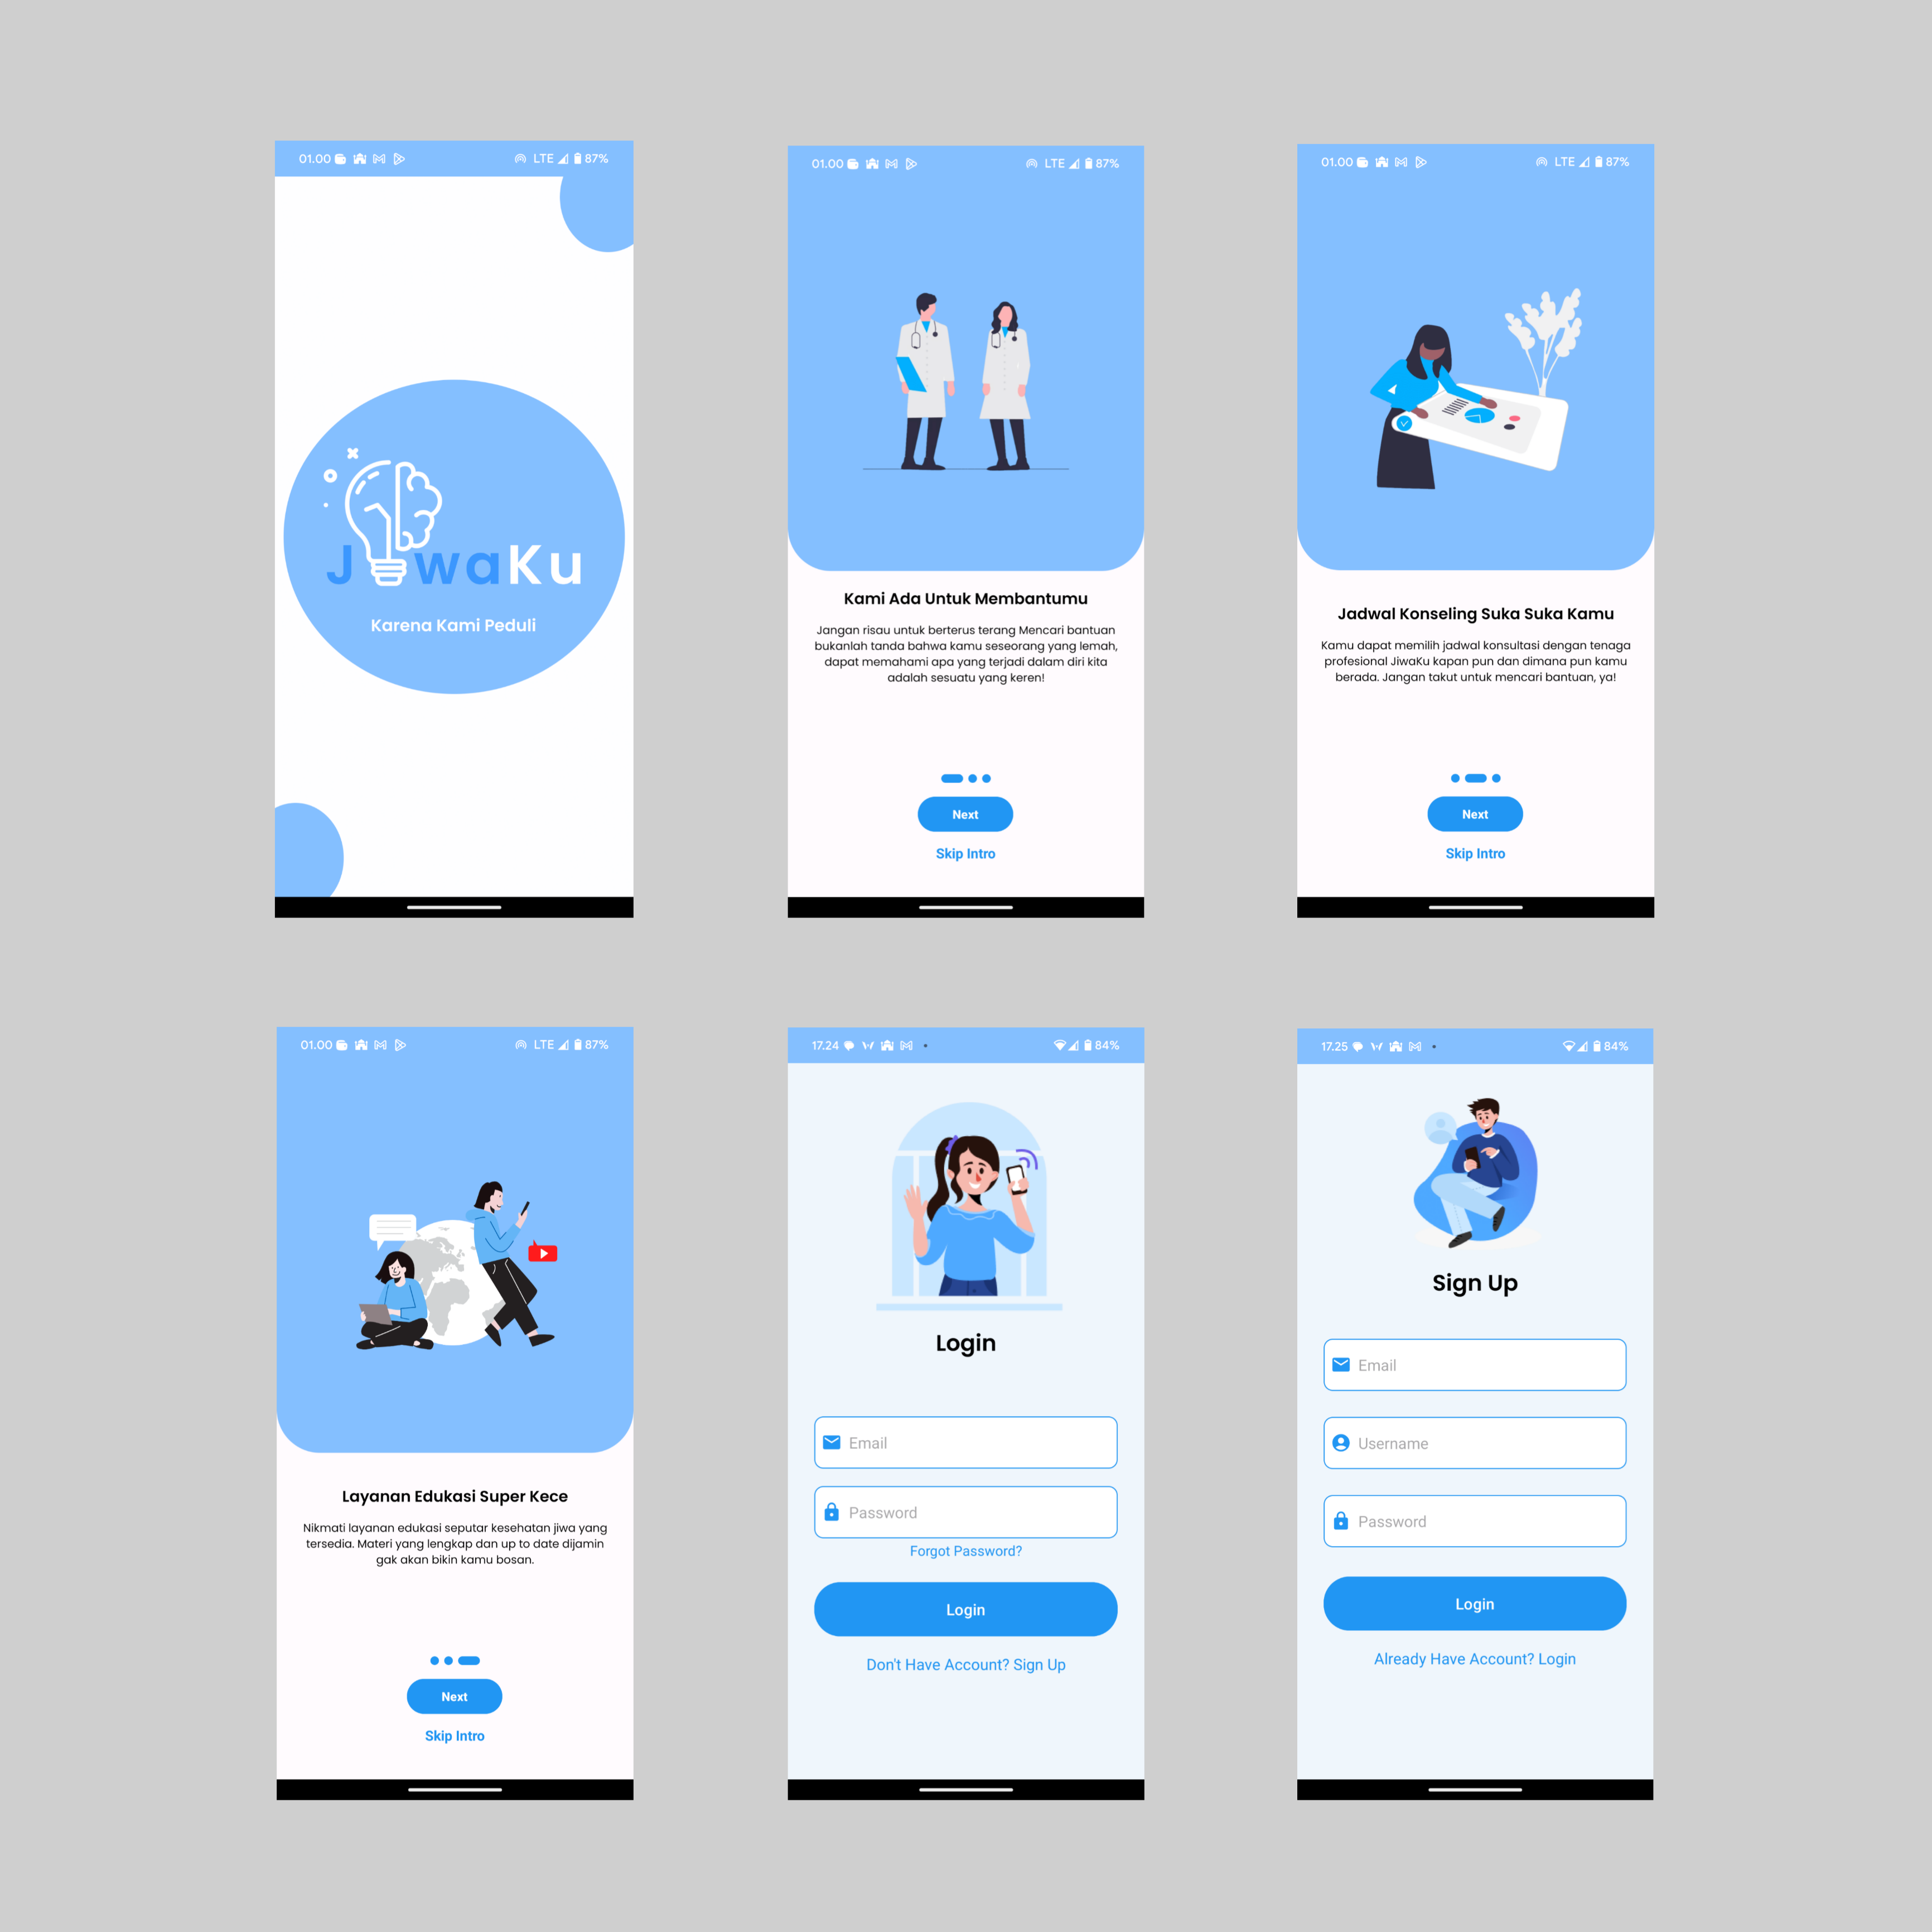 01.00
LTE 87%
JiwaKu
Karena Kami Peduli
01.00
LTE 87%
Kami Ada Untuk Membantumu
Jangan risau untuk berterus terang Mencari bantuan
bukanlah tanda bahwa kamu seseorang yang lemah,
dapat memahami apa yang terjadi dalam diri kita
adalah sesuatu yang keren!
Next
Skip Intro
01.00
LTE 87%
Jadwal Konseling Suka Suka Kamu
Kamu dapat memilih jadwal konsultasi dengan tenaga
profesional JiwaKu kapan pun dan dimana pun kamu
berada. Jangan takut untuk mencari bantuan, ya!
Next
Skip Intro
01.00
LTE 87%
Layanan Edukasi Super Kece
Nikmati layanan edukasi seputar kesehatan jiwa yang
tersedia. Materi yang lengkap dan up to date dijamin
gak akan bikin kamu bosan.
Next
Skip Intro
17.24
84%
Login
Email
Password
Forgot Password?
Login
Don't Have Account? Sign Up
17.25
84%
Sign Up
Email
Username
Password
Login
Already Have Account? Login